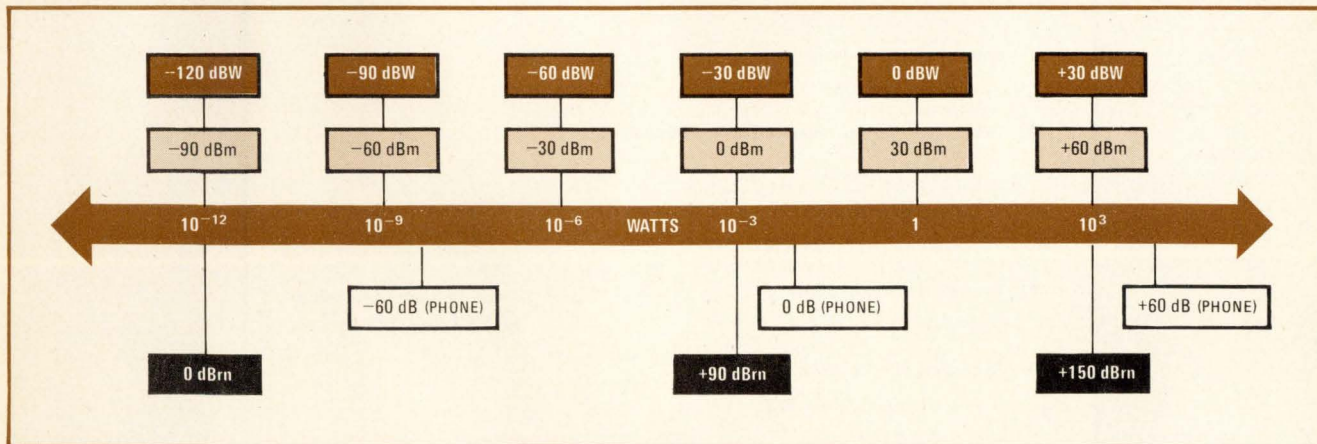 −120 dBW −90 dBW −60 dBW −30 dBW 0 dBW +30 dBW
−90 dBm −60 dBm −30 dBm 0 dBm 30 dBm +60 dBm
10⁻¹² 10⁻⁹ 10⁻⁶ WATTS 10⁻³ 1 10³
−60 dB (PHONE) 0 dB (PHONE) +60 dB (PHONE)
0 dBrn +90 dBrn +150 dBrn